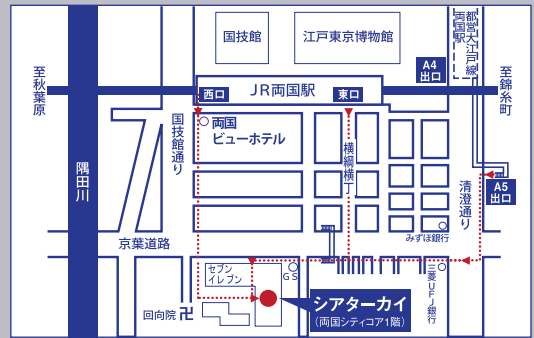 国技館
江戸東京博物館
都営大江戸線
両国駅
A4
出口
至秋葉原
至錦糸町
JR両国駅
西口
東口
両国
ビューホテル
国技館通り
横綱横丁
隅田川
清澄通り
A5
出口
みずほ銀行
京葉道路
セブン
イレブン
GS
三菱UFJ銀行
回向院
卍
シアターカイ
(両国シティコア1階)